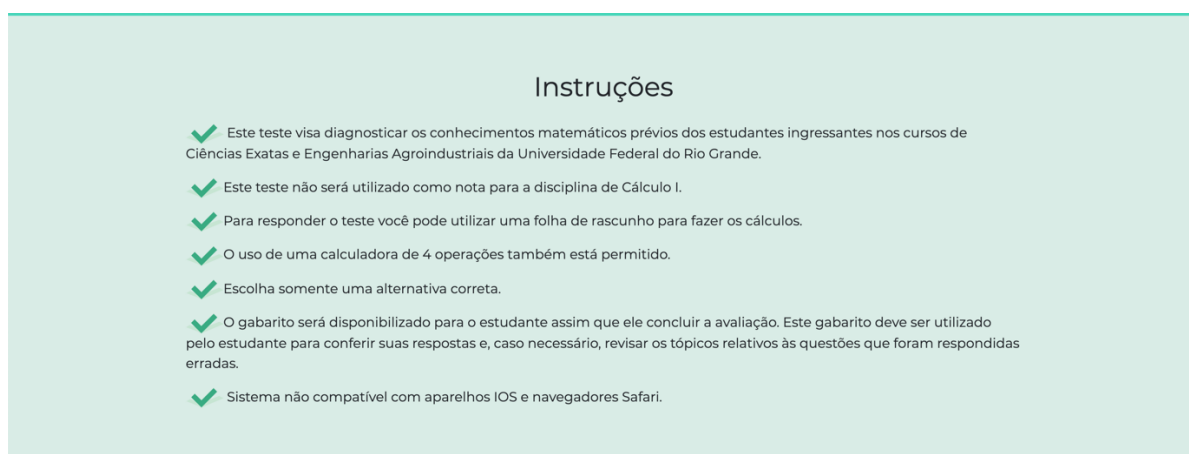 Instruções
Este teste visa diagnosticar os conhecimentos matemáticos prévios dos estudantes ingressantes nos cursos de
Ciências Exatas e Engenharias Agroindustriais da Universidade Federal do Rio Grande.
Este teste não será utilizado como nota para a disciplina de Cálculo I.
Para responder o teste você pode utilizar uma folha de rascunho para fazer os cálculos.
O uso de uma calculadora de 4 operações também está permitido.
Escolha somente uma alternativa correta.
O gabarito será disponibilizado para o estudante assim que ele concluir a avaliação. Este gabarito deve ser utilizado
pelo estudante para conferir suas respostas e, caso necessário, revisar os tópicos relativos às questões que foram respondidas
erradas.
Sistema não compatível com aparelhos IOS e navegadores Safari.